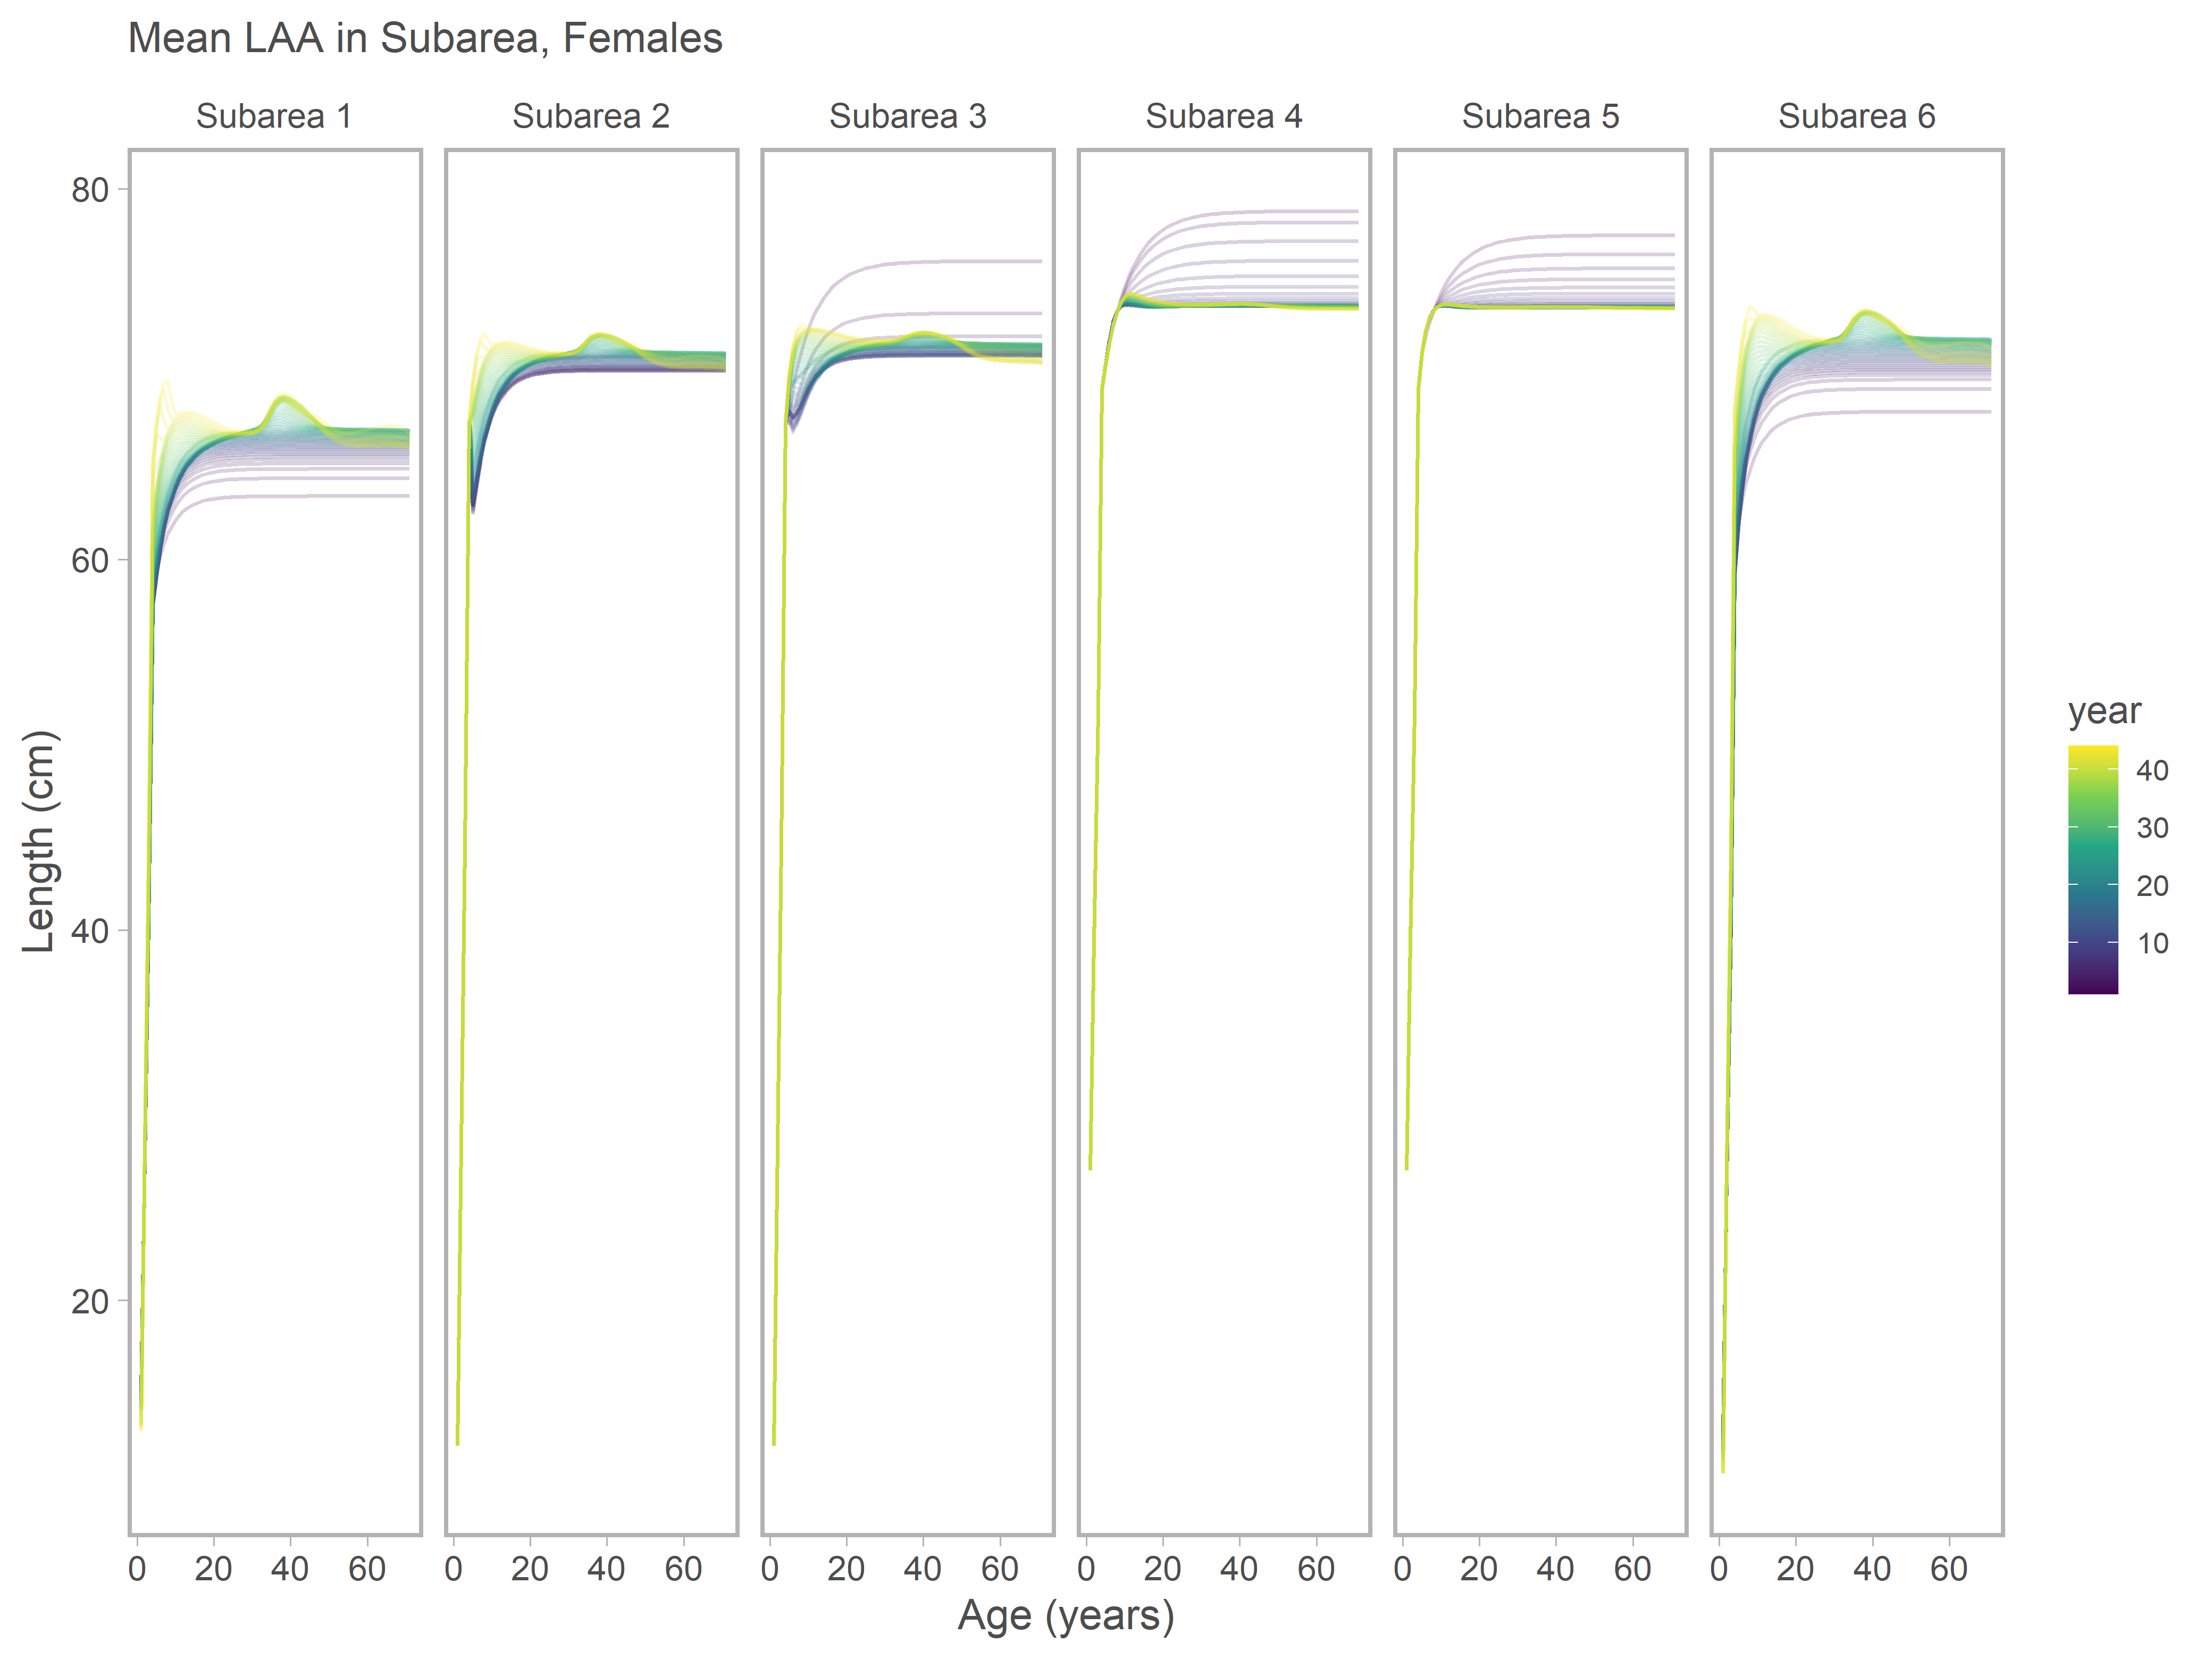 Mean LAA in Subarea, Females
Subarea 1 Subarea 2 Subarea 3 Subarea 4 Subarea 5 Subarea 6
80
60
40
20
Length (cm)
0 20 40 60 0 20 40 60 0 20 40 60 0 20 40 60 0 20 40 60 0 20 40 60
Age (years)
year
40
30
20
10